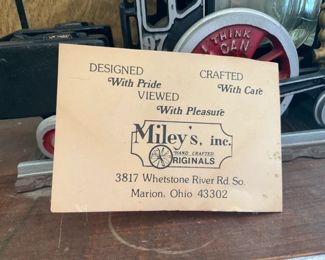 I THINK I
CAN
DESIGNED CRAFTED
With Pride With Care
VIEWED
With Pleasure
Miley's, inc.
HAND CRAFTED
ORIGINALS
3817 Whetstone River Rd. So.
Marion, Ohio 43302